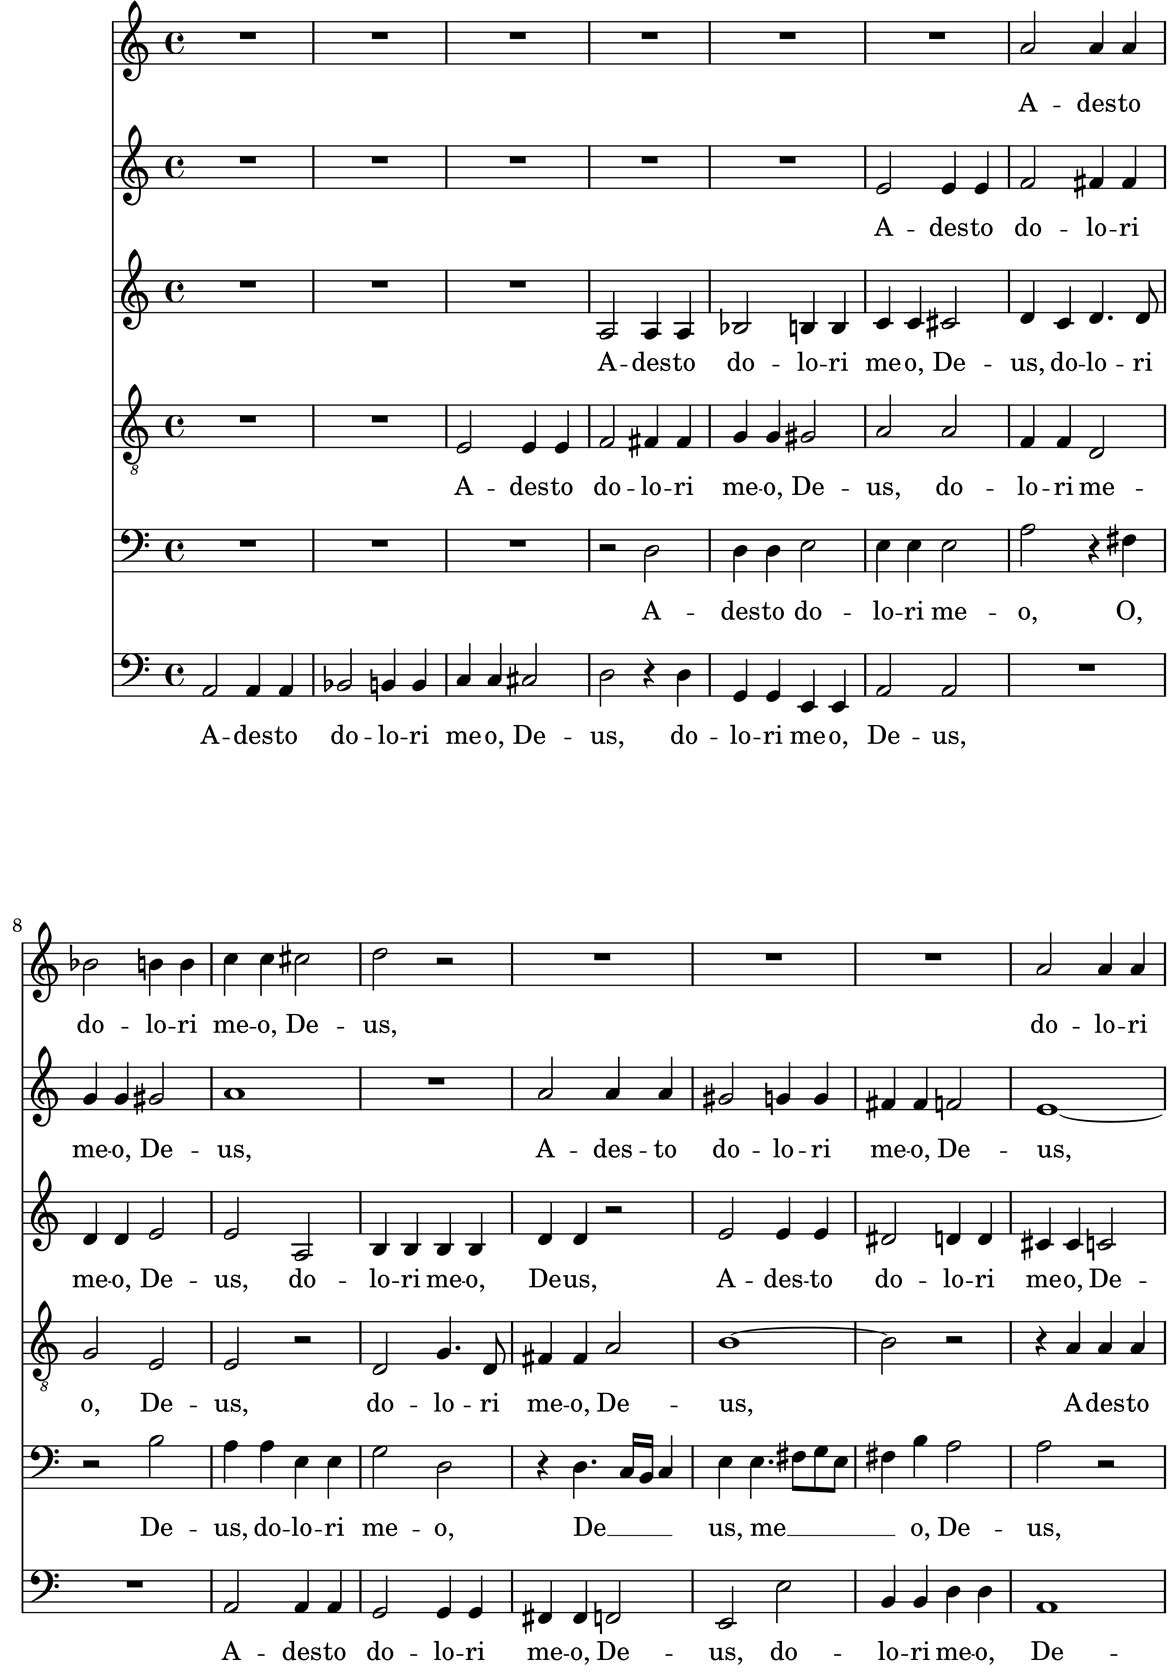 A - desto
A - desto do - lo - ri
A - desto do - lo - ri meo, De - us, do - lo - ri
A - desto do - lo - ri me - o, De - us, do - lo - ri me -
A - desto do - lo - ri me - o, O,
A - desto do - lo - ri meo, De - us, do - lo - ri meo, De - us,
8
do - lo - ri me - o, De - us, do - lo - ri
me - o, De - us, A - des - to do - lo - ri me - o, De - us,
me - o, De - us, do - lo - ri me - o, Deus, A - des - to do - lo - ri meo, De -
o, De - us, do - lo - ri me - o, De - us, Adesto
De - us, do - lo - ri me - o, De us, me o, De - us,
A - desto do - lo - ri me - o, De - us, do - lo - ri me - o, De -